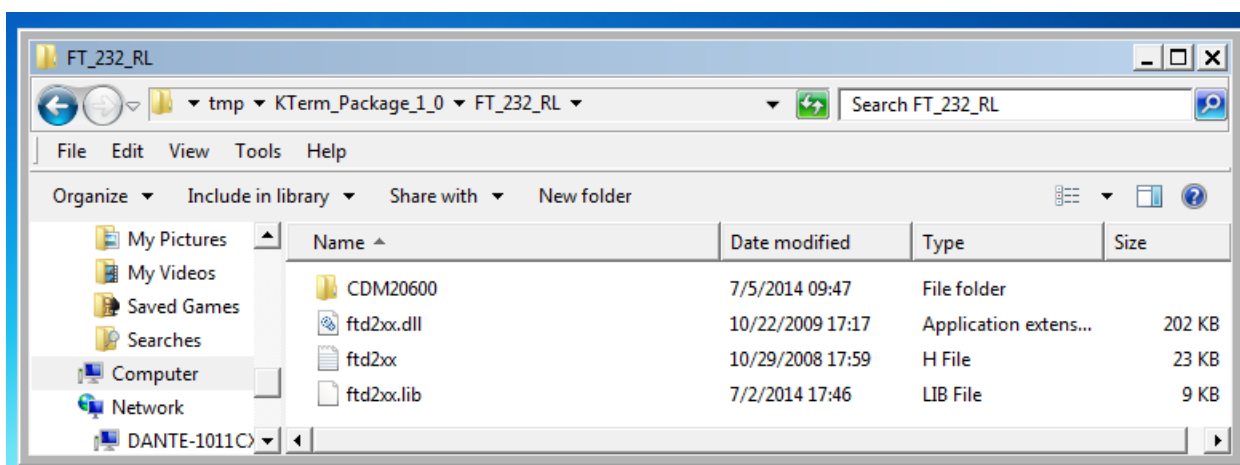 FT_232_RL
tmp KTerm_Package_1_0 FT_232_RL Search FT_232_RL
File Edit View Tools Help
Organize Include in library Share with New folder
My Pictures
My Videos
Saved Games
Searches
Computer
Network
DANTE-1011C
Name Date modified Type Size
CDM20600 7/5/2014 09:47 File folder
ftd2xx.dll 10/22/2009 17:17 Application extens... 202 KB
ftd2xx 10/29/2008 17:59 H File 23 KB
ftd2xx.lib 7/2/2014 17:46 LIB File 9 KB